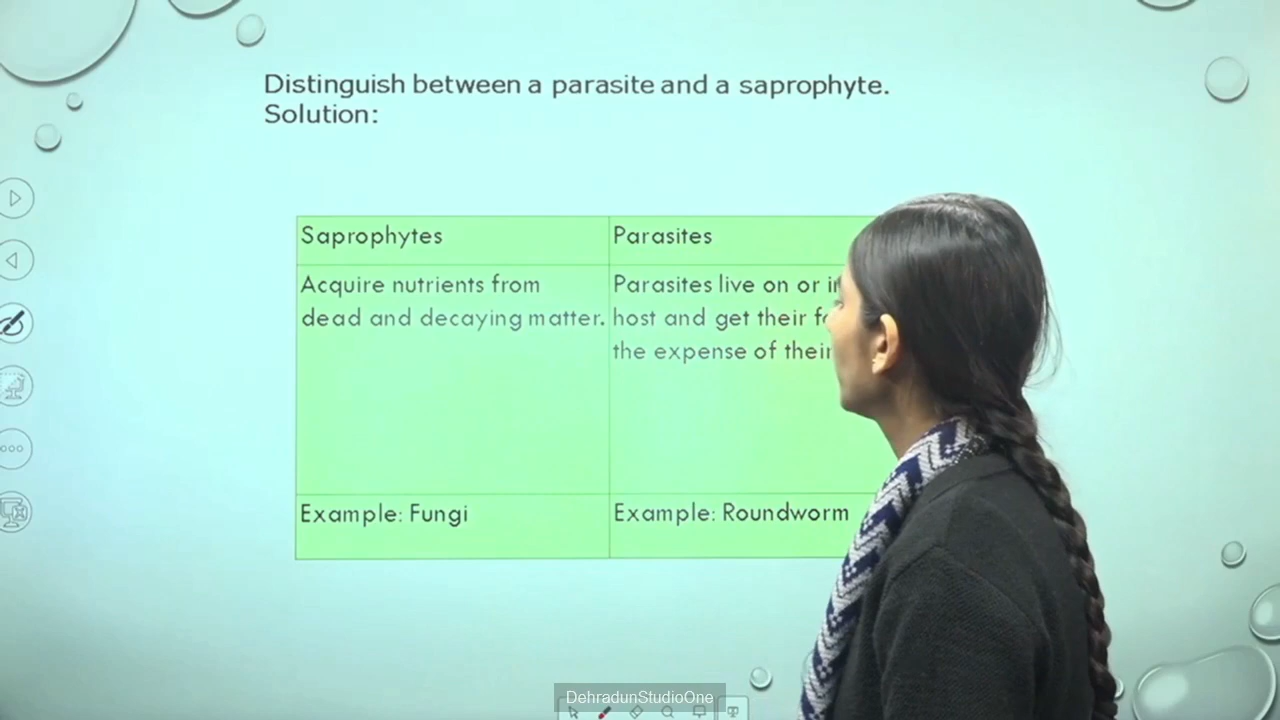 Distinguish between a parasite and a saprophyte.
Solution:
Saprophytes
Parasites
Acquire nutrients from
dead and decaying matter.
Parasites live on or
host and get their
the expense of their
Example: Fungi
Example: Roundworm
DehradunStudioOne